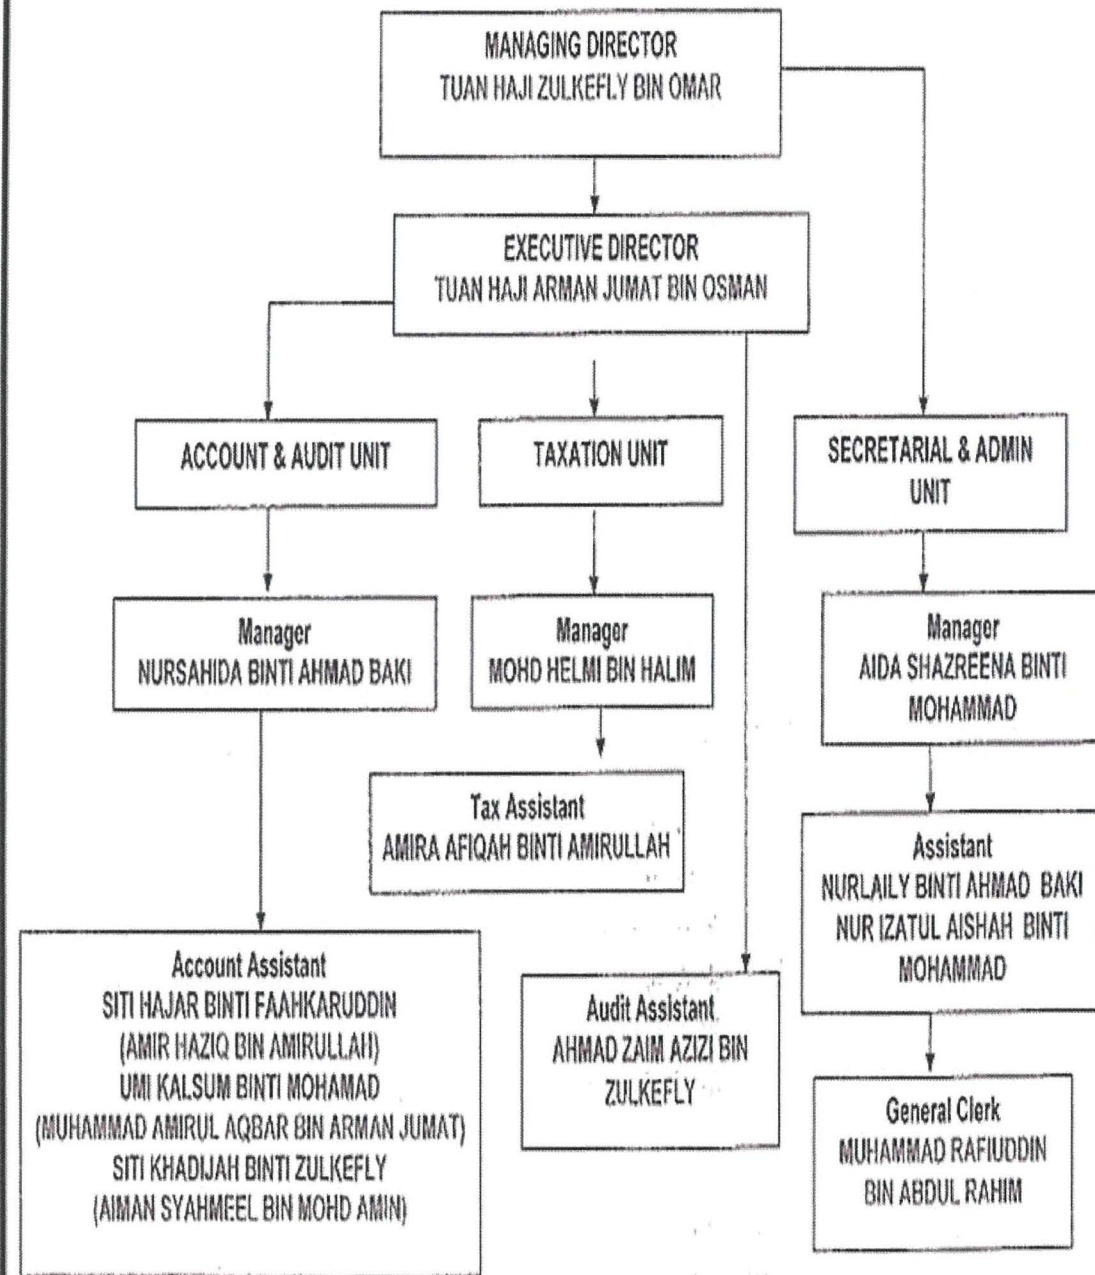 MANAGING DIRECTOR
TUAN HAJI ZULKEFLY BIN OMAR
EXECUTIVE DIRECTOR
TUAN HAJI ARMAN JUMAT BIN OSMAN
ACCOUNT & AUDIT UNIT
TAXATION UNIT
SECRETARIAL & ADMIN
UNIT
Manager
NURSAHIDA BINTI AHMAD BAKI
Manager
MOHD HELMI BIN HALIM
Manager
AIDA SHAZREENA BINTI
MOHAMMAD
Tax Assistant
AMIRA AFIQAH BINTI AMIRULLAH
Assistant
NURLAILY BINTI AHMAD BAKI
NUR IZATUL AISHAH BINTI
MOHAMMAD
Account Assistant
SITI HAJAR BINTI FAAHKARUDDIN
(AMIR HAZIQ BIN AMIRULLAH)
UMI KALSUM BINTI MOHAMAD
(MUHAMMAD AMIRUL AQBAR BIN ARMAN JUMAT)
SITI KHADIJAH BINTI ZULKEFLY
(AIMAN SYAHMEEL BIN MOHD AMIN)
Audit Assistant
AHMAD ZAIM AZIZI BIN
ZULKEFLY
General Clerk
MUHAMMAD RAFIUDDIN
BIN ABDUL RAHIM